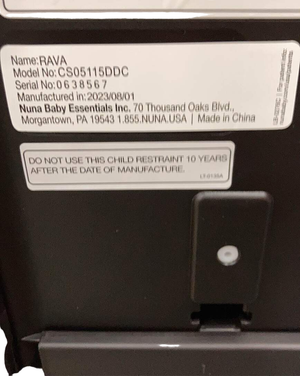 Name:RAVA
Model No:CS05115DDC
Serial No:0638567
Manufactured in:2023/08/01
Nuna Baby Essentials Inc. 70 Thousand Oaks Blvd.,
Morgantown, PA 19543 1.855.NUNA.USA | Made in China
DO NOT USE THIS CHILD RESTRAINT 10 YEARS
AFTER THE DATE OF MANUFACTURE.